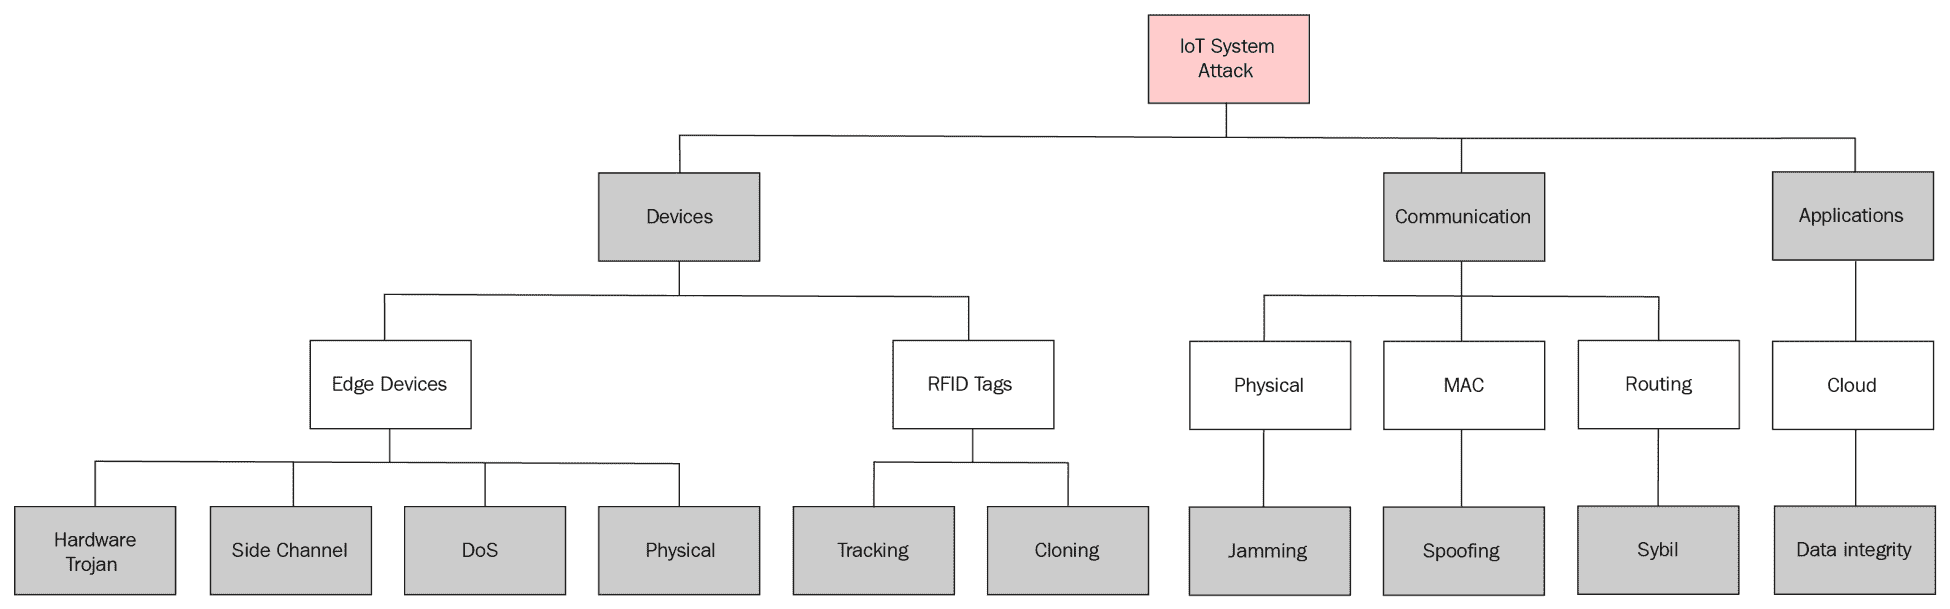 IoT System
Attack
Devices
Communication
Applications
Edge Devices
RFID Tags
Physical
MAC
Routing
Cloud
Hardware
Trojan
Side Channel
DoS
Physical
Tracking
Cloning
Jamming
Spoofing
Sybil
Data integrity